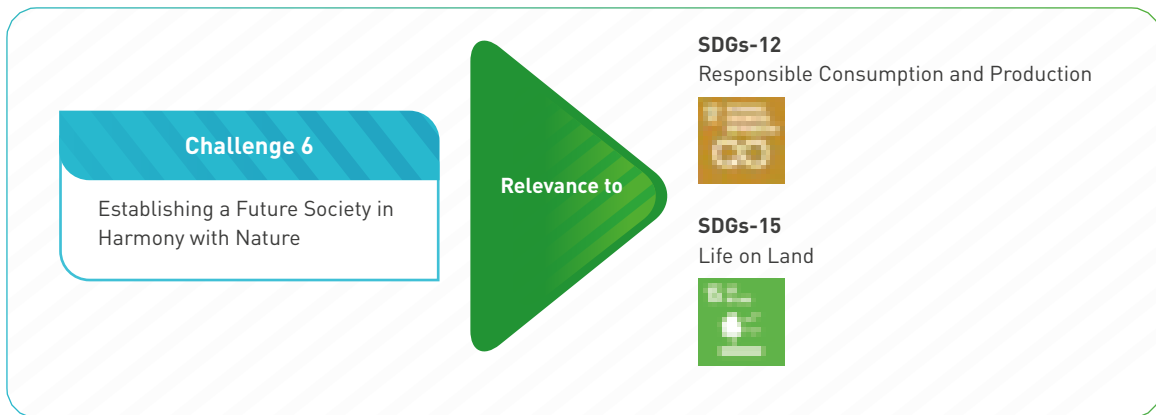 Challenge 6
Establishing a Future Society in
Harmony with Nature
Relevance to
SDGs-12
Responsible Consumption and Production
SDGs-15
Life on Land